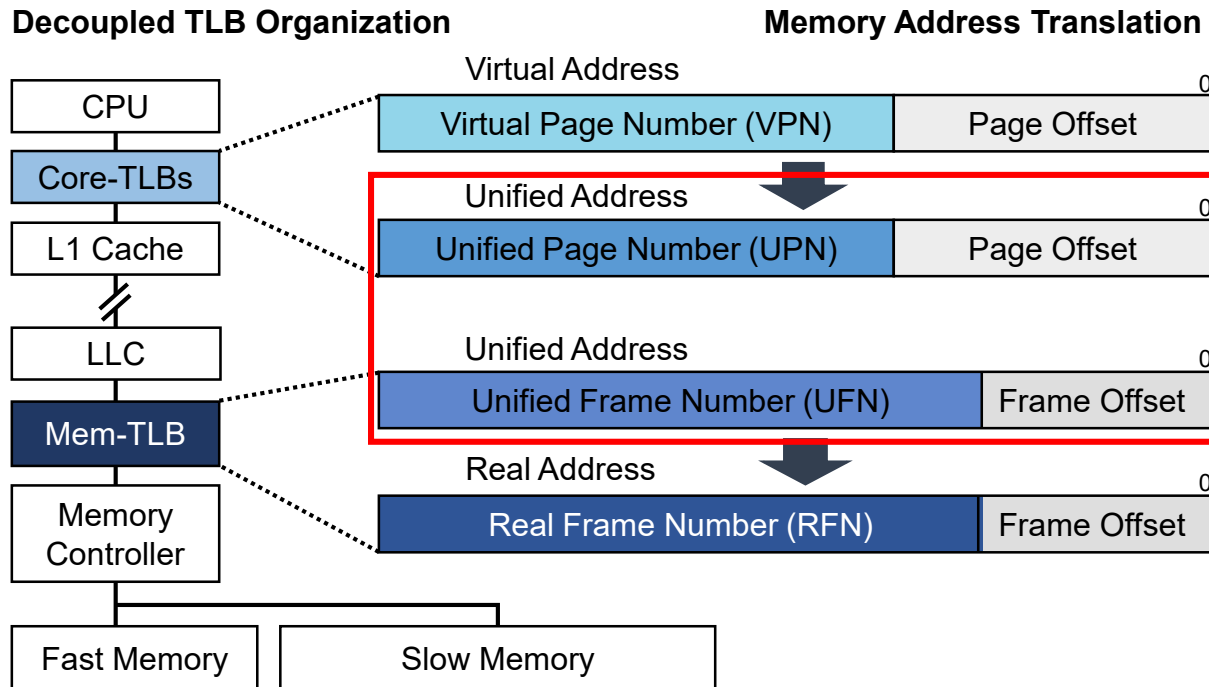 Decoupled TLB Organization
Memory Address Translation
CPU
Core-TLBs
L1 Cache
LLC
Mem-TLB
Memory
Controller
Fast Memory
Slow Memory
Virtual Address
0
Virtual Page Number (VPN)
Page Offset
Unified Address
0
Unified Page Number (UPN)
Page Offset
Unified Address
0
Unified Frame Number (UFN)
Frame Offset
Real Address
0
Real Frame Number (RFN)
Frame Offset